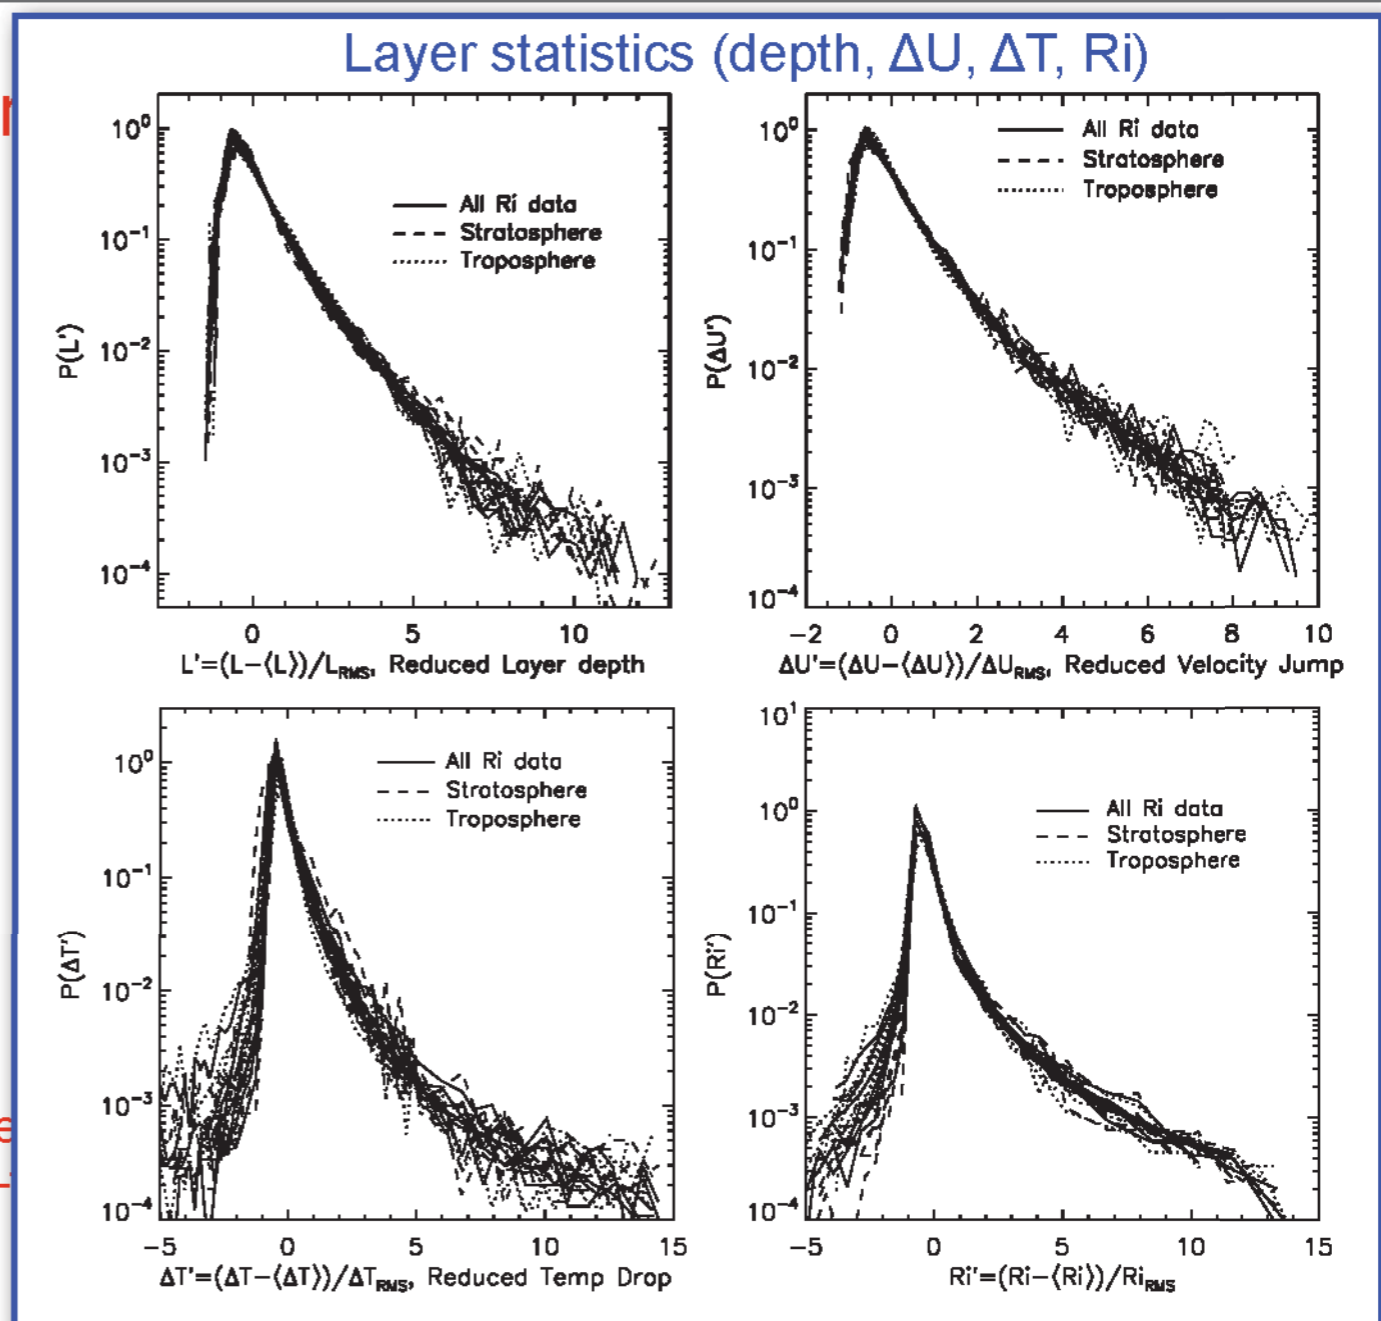 Layer statistics (depth, ΔU, ΔT, Ri)
10⁰
10⁻¹
10⁻²
10⁻³
10⁻⁴
P(L')
All Ri data
Stratosphere
Troposphere
0 5 10
L'=(L-⟨L⟩)/L_RMS, Reduced Layer depth
10⁰
10⁻¹
10⁻²
10⁻³
10⁻⁴
P(ΔU')
All Ri data
Stratosphere
Troposphere
-2 0 2 4 6 8 10
ΔU'=(ΔU-⟨ΔU⟩)/ΔU_RMS, Reduced Velocity Jump
10⁰
10⁻¹
10⁻²
10⁻³
10⁻⁴
P(ΔT')
All Ri data
Stratosphere
Troposphere
-5 0 5 10 15
ΔT'=(ΔT-⟨ΔT⟩)/ΔT_RMS, Reduced Temp Drop
10¹
10⁰
10⁻¹
10⁻²
10⁻³
10⁻⁴
P(Ri')
All Ri data
Stratosphere
Troposphere
-5 0 5 10 15
Ri'=(Ri-⟨Ri⟩)/Ri_RMS